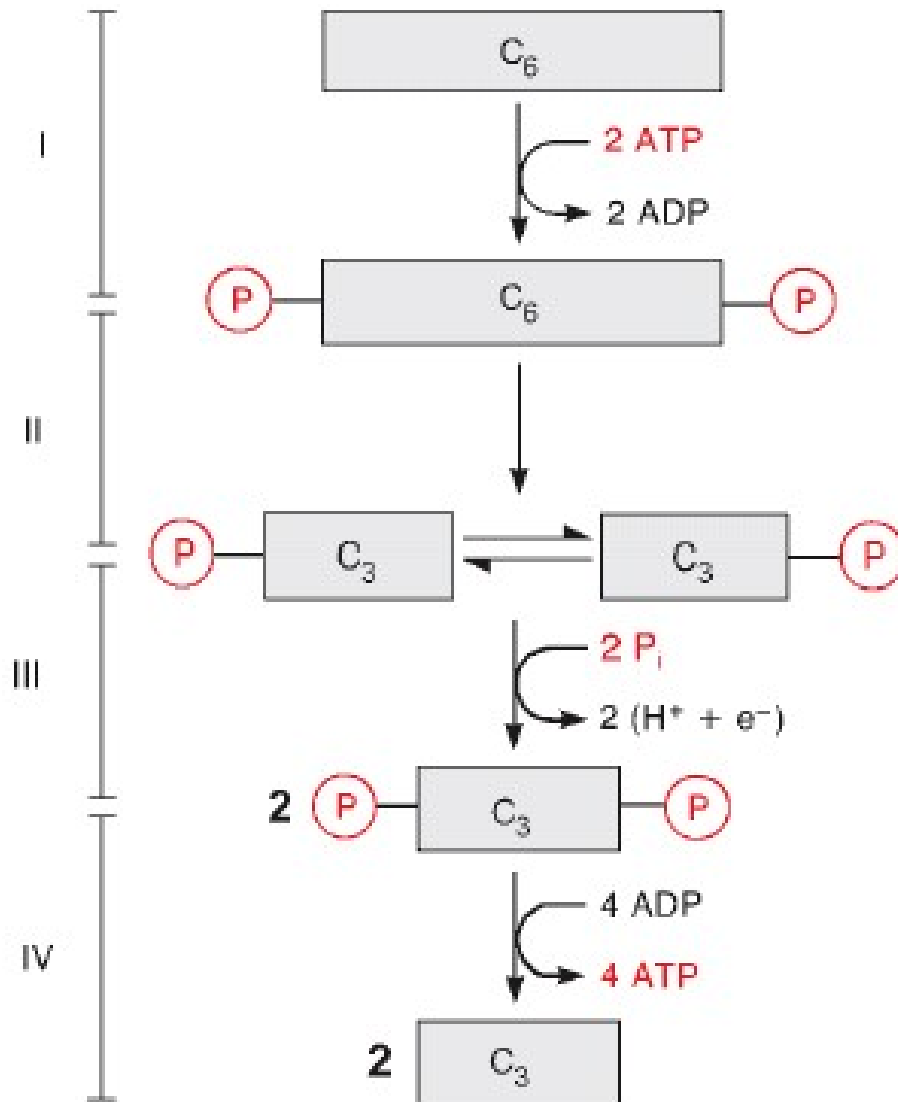 C₆
I
2 ATP
2 ADP
P C₆ P
II
P C₃ C₃ P
III
2 Pᵢ
2 (H⁺ + e⁻)
2 P C₃ P
4 ADP
IV
4 ATP
2 C₃